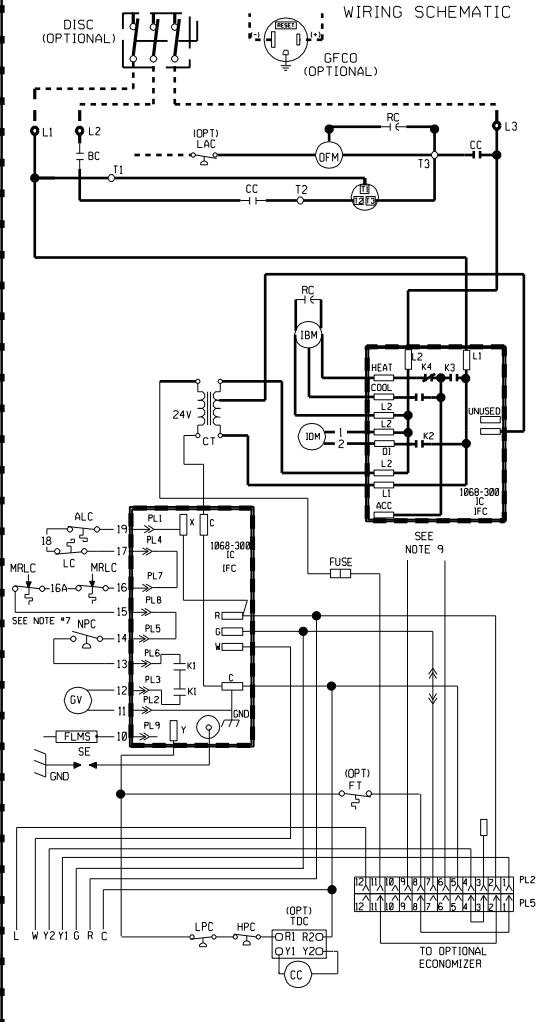 WIRING SCHEMATIC
DISC
(OPTIONAL)
RESET
(-)
(+)
GFCO
(OPTIONAL)
L1
L2
L3
BC
(OPT)
LAC
OFM
RC
T3
CC
T1
CC
T2
T1
T2 T3
RC
IBM
L2
L1
HEAT
K4
K3
COOL
L2
L2
UNUSED
IDM
1
2
K2
DI
L2
L1
ACC
1068-300
IC
IFC
24V
CT
ALC
18
LC
19
PL1
X
C
17
PL4
1068-300
IC
IFC
MRLC
MRLC
16A
16
PL7
SEE NOTE #7
15
PL8
R
NPC
14
PL5
G
W
13
PL6
K1
GV
12
PL3
K1
C
11
PL2
GND
FLMS
10
PL9
Y
SE
GND
SEE
NOTE 9
FUSE
(OPT)
FT
12 11 10 9 8 7 6 5 4 3 2 1
PL2
12 11 10 9 8 7 6 5 4 3 2 1
PL5
L W Y2 Y1 G R C
LPC
HPC
(OPT)
TDC
R1 R2
Y1 Y2
CC
TO OPTIONAL
ECONOMIZER